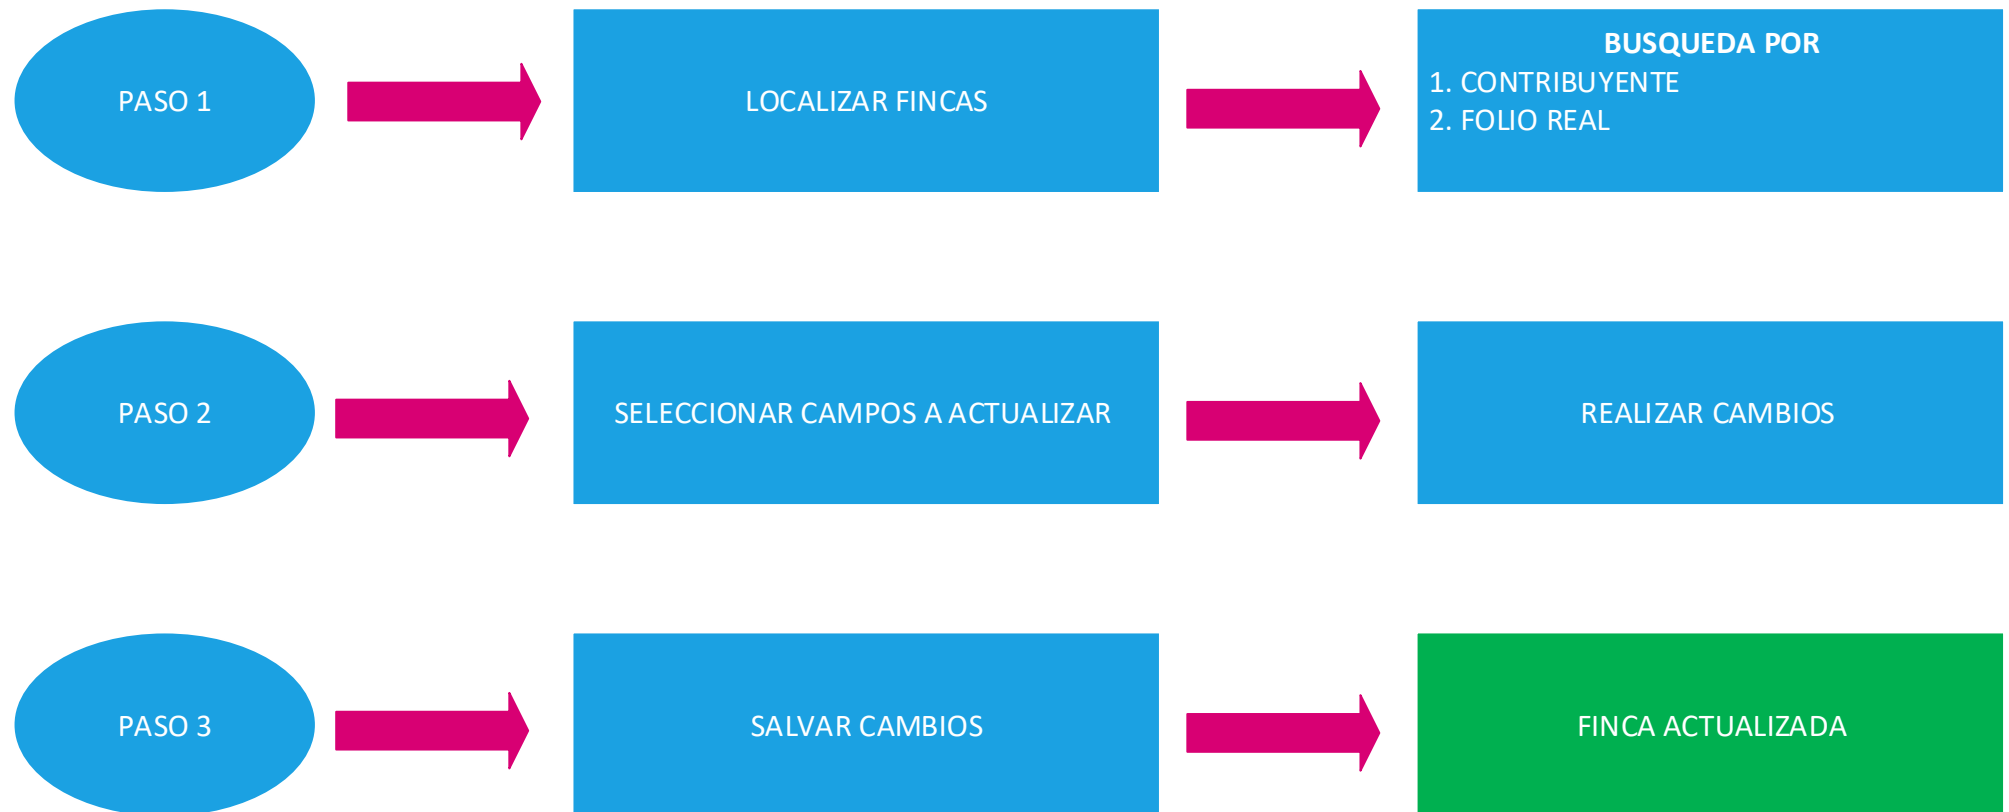 PASO 1
LOCALIZAR FINCAS
BUSQUEDA POR
1. CONTRIBUYENTE
2. FOLIO REAL
PASO 2
SELECCIONAR CAMPOS A ACTUALIZAR
REALIZAR CAMBIOS
PASO 3
SALVAR CAMBIOS
FINCA ACTUALIZADA